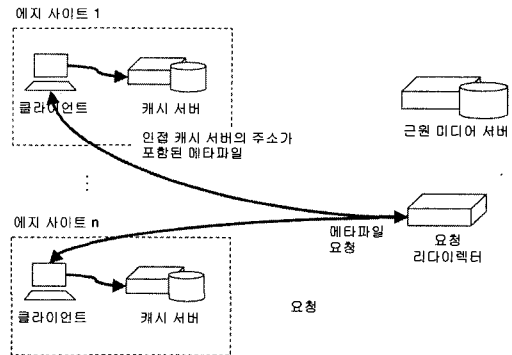 에지 사이트 1
클라이언트
캐시 서버
인접 캐시 서버의 주소가
포함된 메타파일
근원 미디어 서버
에지 사이트 n
메타파일
요청
요청
리다이렉터
클라이언트
캐시 서버
요청